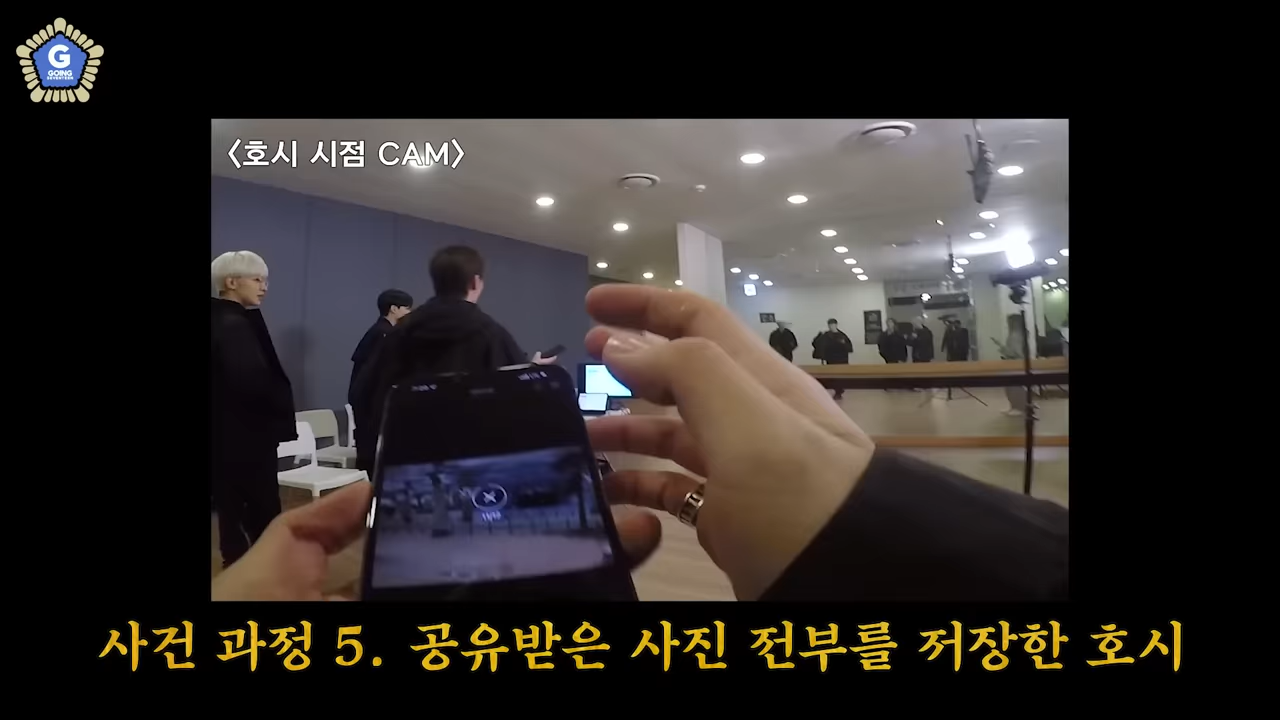 G
GOING
SEVENTEEN
〈호시 시점 CAM〉
사건 과정 5. 공유받은 사진 전부를 저장한 호시